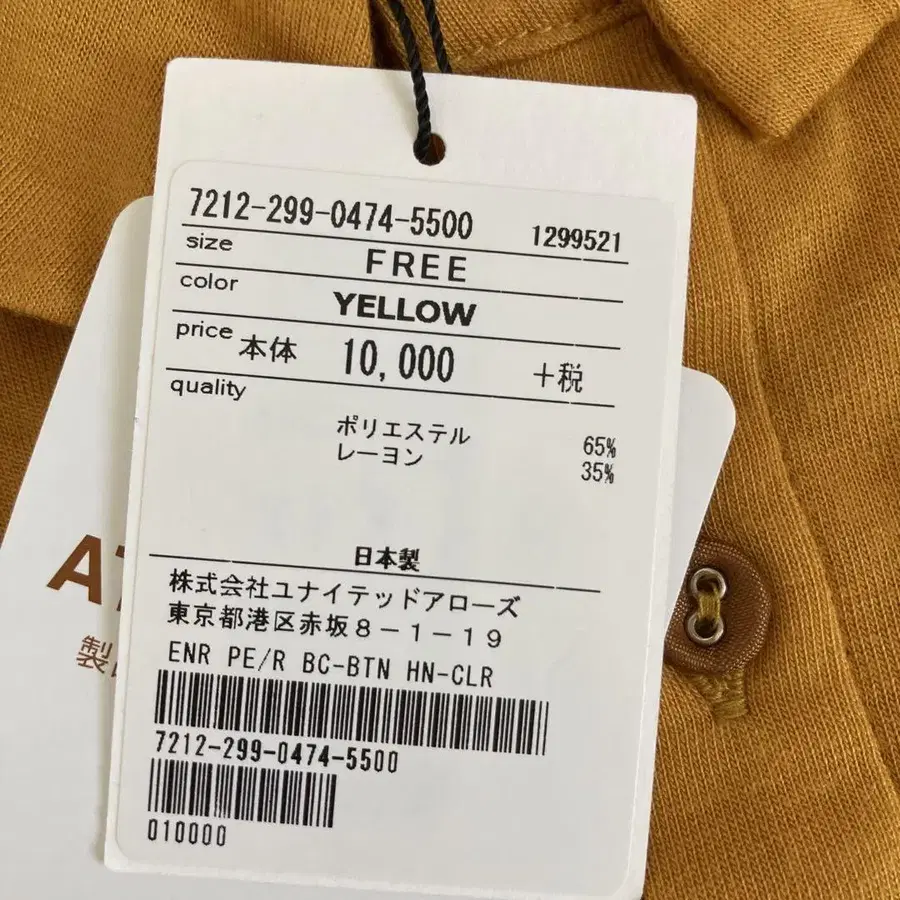 7212-299-0474-5500 1299521
size FREE
color YELLOW
price 本体 10,000 +税
quality
ポリエステル 65%
レーヨン 35%
日本製
株式会社ユナイテッドアローズ
東京都港区赤坂8-1-19
ENR PE/R BC-BTN HN-CLR
7212-299-0474-5500
010000
A
製